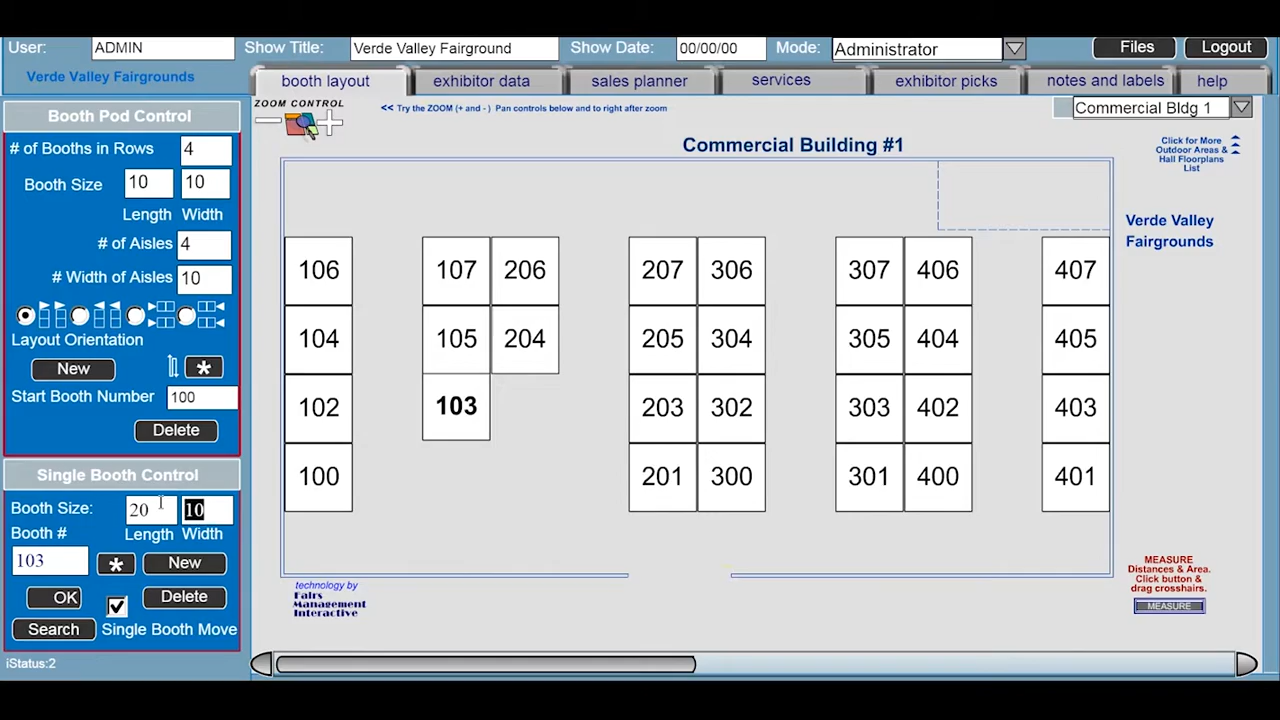 User: ADMIN Show Title: Verde Valley Fairground Show Date: 00/00/00 Mode: Administrator Files Logout
Verde Valley Fairgrounds
booth layout exhibitor data sales planner services exhibitor picks notes and labels help
Booth Pod Control
# of Booths in Rows 4
Booth Size 10 10
Length Width
# of Aisles 4
# Width of Aisles 10
Layout Orientation
New *
Start Booth Number 100
Delete
Single Booth Control
Booth Size: 20 10
Booth # Length Width
103 * New
OK Delete
Search Single Booth Move
iStatus:2
ZOOM CONTROL
<< Try the ZOOM (+ and -) Pan controls below and to right after zoom
Commercial Bldg 1
Commercial Building #1
Click for More
Outdoor Areas &
Hall Floorplans
List
Verde Valley
Fairgrounds
106 107 206 207 306 307 406 407
104 105 204 205 304 305 404 405
102 103 203 302 303 402 403
100 201 300 301 400 401
technology by
Fairs
Management
Interactive
MEASURE
Distances & Area.
Click button &
drag crosshairs.
MEASURE